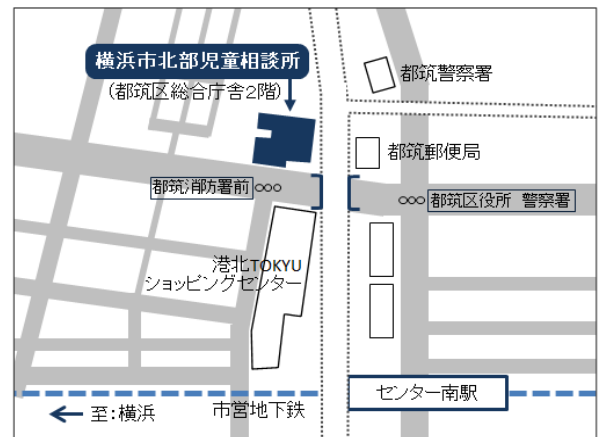 横浜市北部児童相談所
(都筑区総合庁舎2階)
都筑警察署
都筑郵便局
都筑消防署前
都筑区役所 警察署
港北TOKYU
ショッピングセンター
センター南駅
← 至:横浜
市営地下鉄